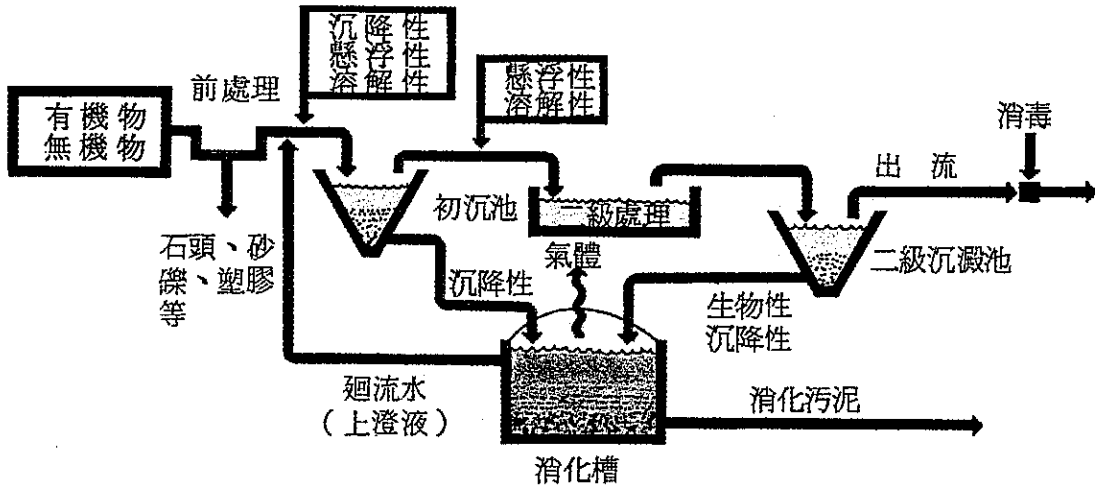 沉降性
懸浮性
溶解性
懸浮性
溶解性
前處理
有機物
無機物
消毒
出流
初沉池
二級處理
石頭、砂
礫、塑膠
等
氣體
二級沉澱池
沉降性
生物性
沉降性
廻流水
（上澄液）
消化污泥
消化槽